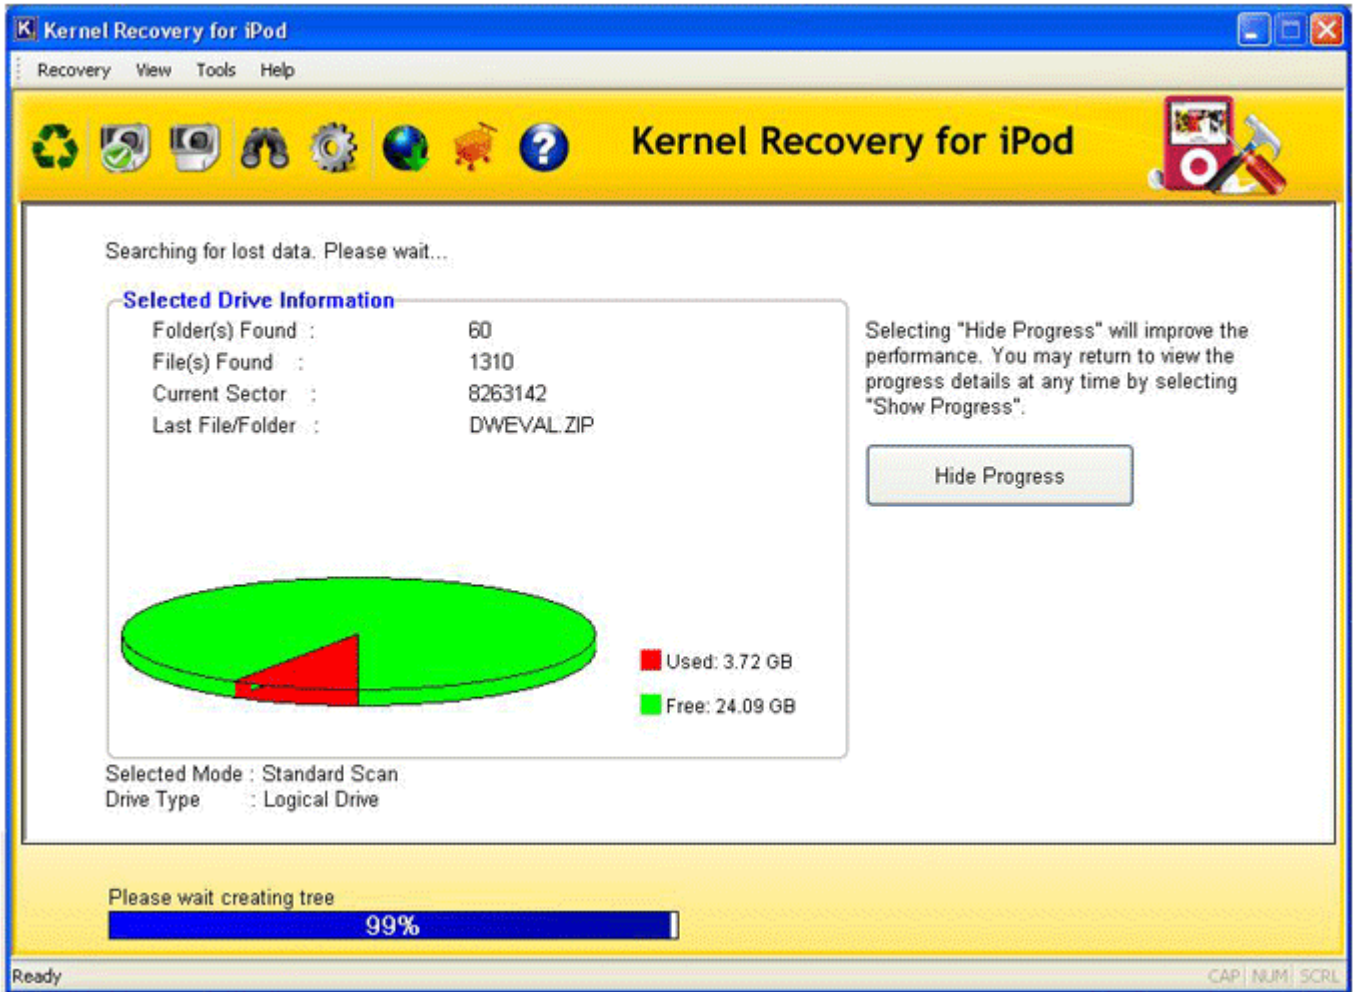 Kernel Recovery for iPod
Recovery View Tools Help
Kernel Recovery for iPod
Searching for lost data. Please wait...
Selected Drive Information
Folder(s) Found : 60
File(s) Found : 1310
Current Sector : 8263142
Last File/Folder : DWEVAL.ZIP
Selecting "Hide Progress" will improve the
performance. You may return to view the
progress details at any time by selecting
"Show Progress".
Hide Progress
Used: 3.72 GB
Free: 24.09 GB
Selected Mode : Standard Scan
Drive Type : Logical Drive
Please wait creating tree
99%
Ready
CAP NUM SCRL